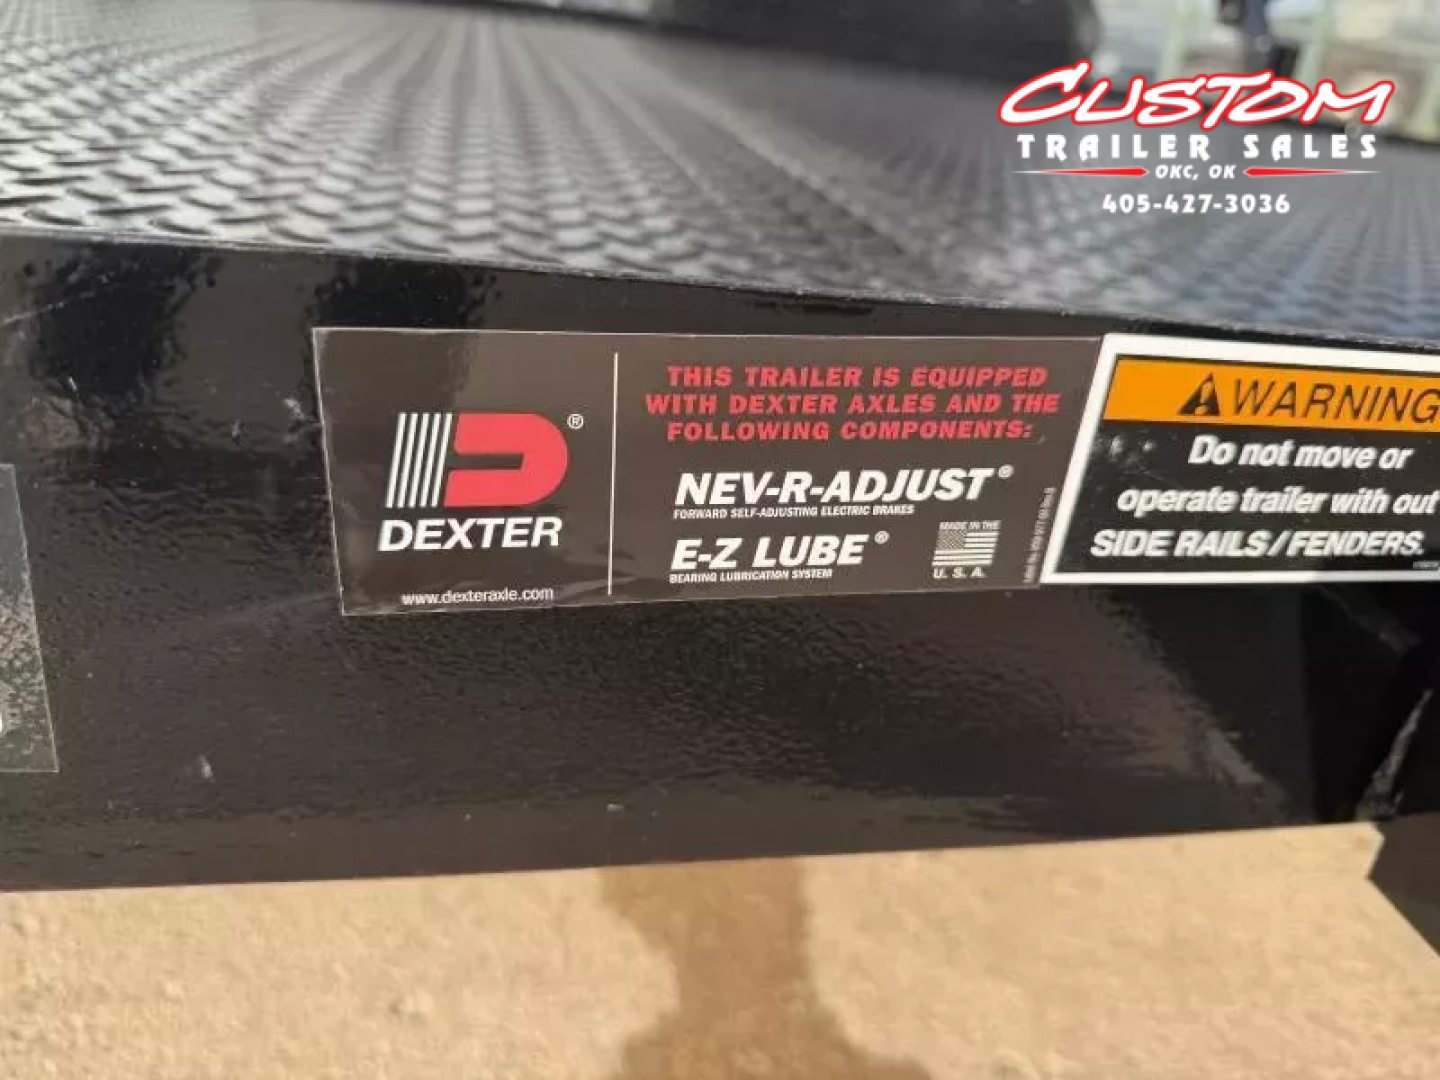 CUSTOM
TRAILER SALES
OKC, OK
405-427-3036
DEXTER®
www.dexteraxle.com
THIS TRAILER IS EQUIPPED
WITH DEXTER AXLES AND THE
FOLLOWING COMPONENTS:
NEV-R-ADJUST®
FORWARD SELF-ADJUSTING ELECTRIC BRAKES
E-Z LUBE®
BEARING LUBRICATION SYSTEM
MADE IN THE
U. S. A.
WARNING
Do not move or
operate trailer with out
SIDE RAILS/FENDERS.